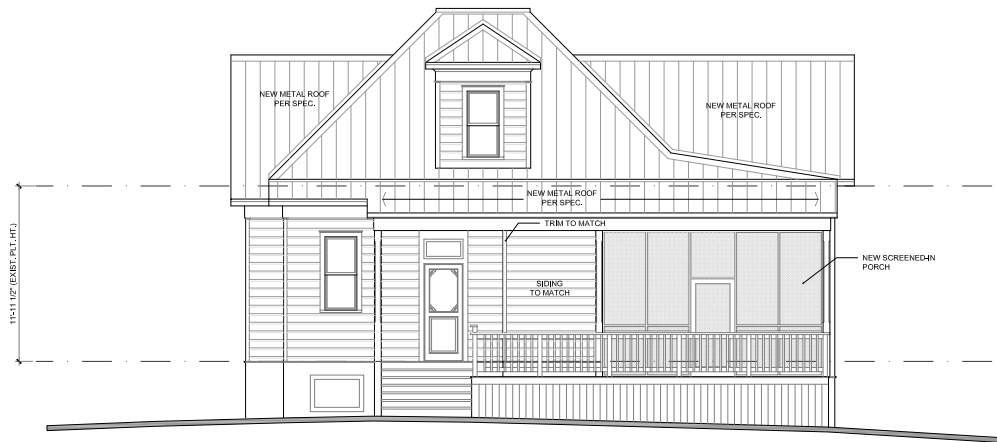 NEW METAL ROOF
PER SPEC.
NEW METAL ROOF
PER SPEC.
NEW METAL ROOF
PER SPEC.
TRIM TO MATCH
NEW SCREENED-IN
PORCH
SIDING
TO MATCH
11'-11 1/2" (EXIST. PLT. HT.)